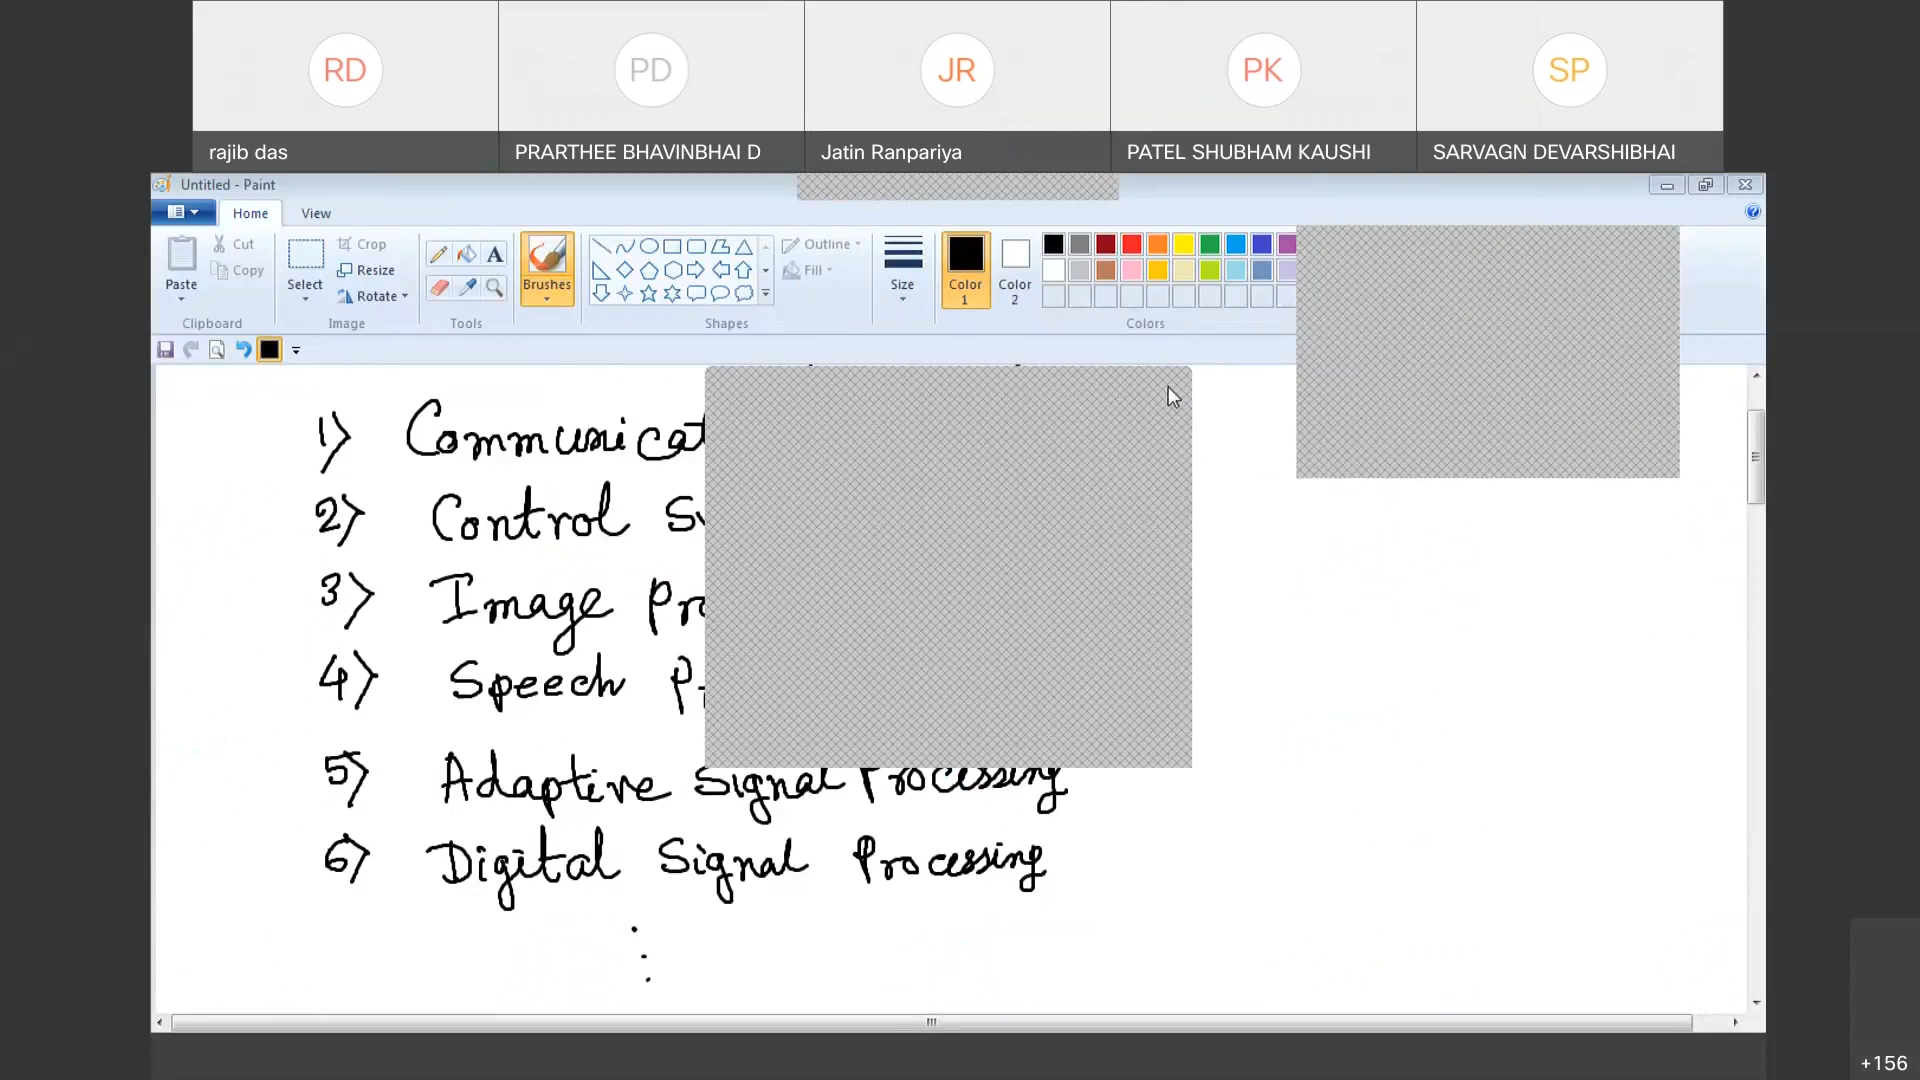 RD PD JR PK SP
rajib das PRARTHEE BHAVINBHAI D Jatin Ranpariya PATEL SHUBHAM KAUSHI SARVAGN DEVARSHIBHAI
Untitled - Paint
Home View
Cut Crop Outline
Copy Resize Fill
Paste Select Rotate Brushes Size Color 1 Color 2
Clipboard Image Tools Shapes Colors
1) Communicat
2) Control
3) Image Pro
4) Speech
5) Adaptive Signal Processing
6) Digital Signal Processing
+156